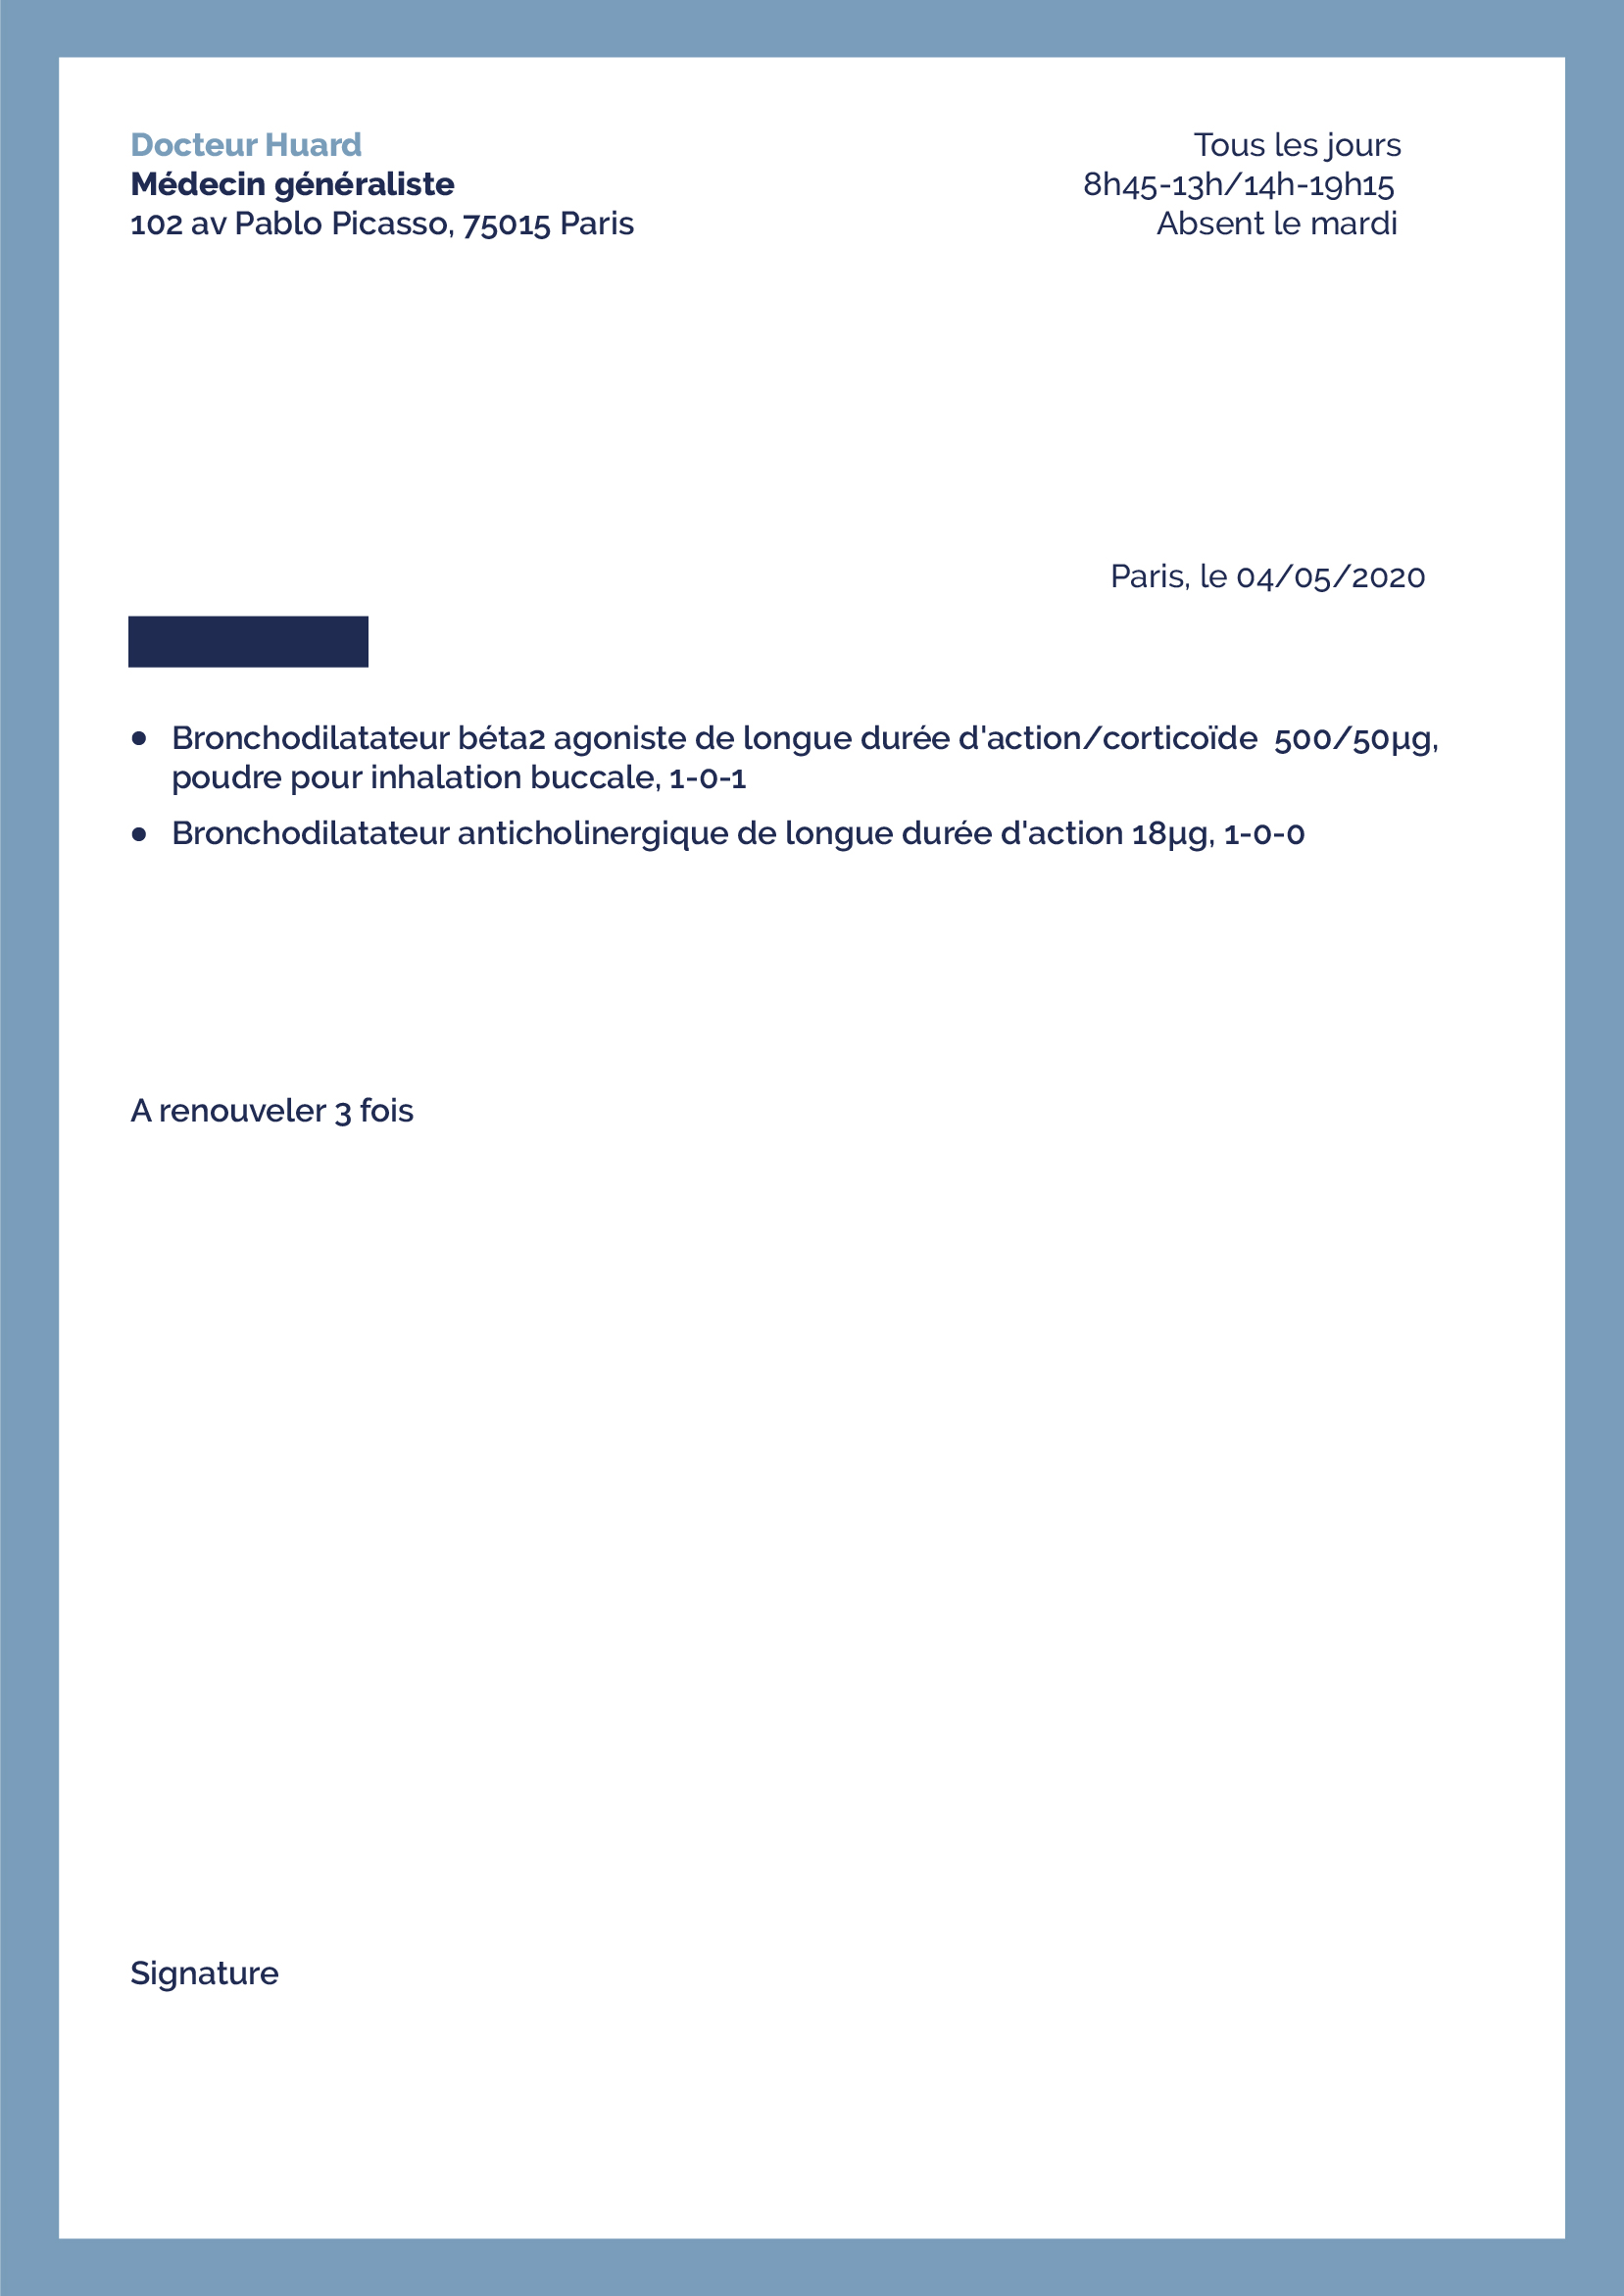 Docteur Huard
Médecin généraliste
102 av Pablo Picasso, 75015 Paris
Tous les jours
8h45-13h/14h-19h15
Absent le mardi
Paris, le 04/05/2020
• Bronchodilatateur béta2 agoniste de longue durée d'action/corticoïde  500/50µg,
poudre pour inhalation buccale, 1-0-1
• Bronchodilatateur anticholinergique de longue durée d'action 18µg, 1-0-0
A renouveler 3 fois
Signature